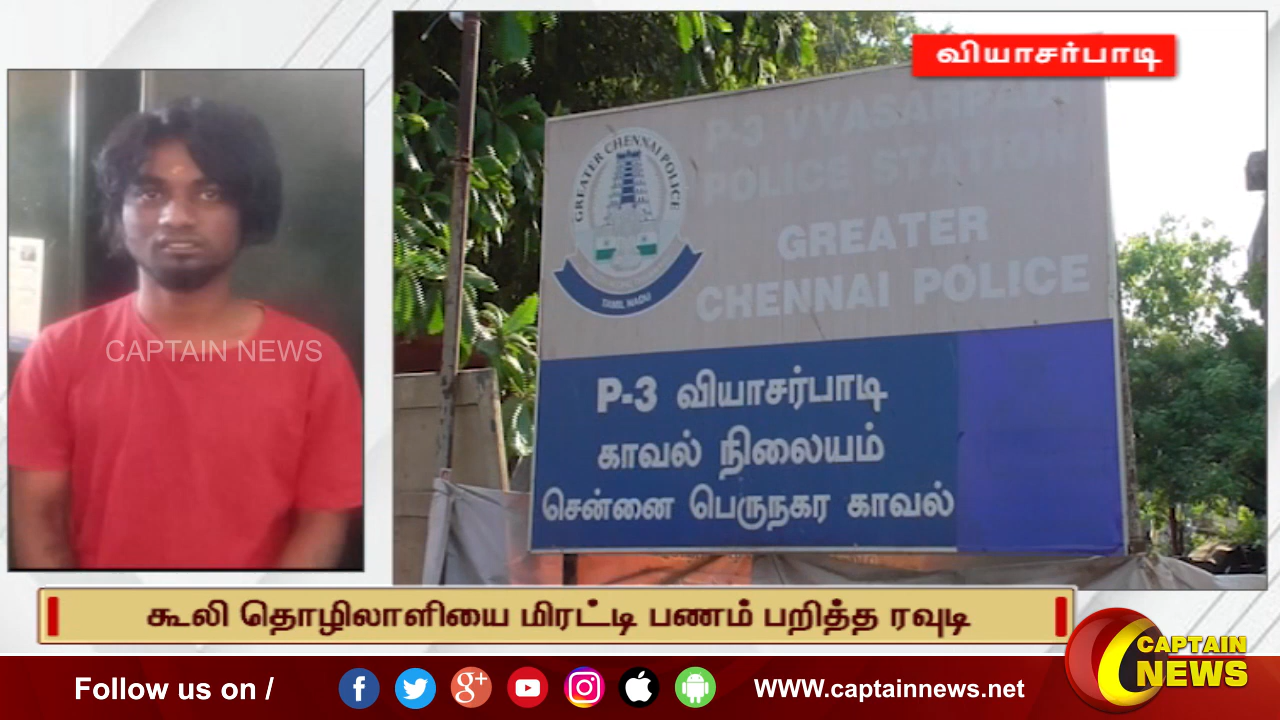 வியாசர்பாடி
P-3 VYASARPADI
POLICE STATION
GREATER
CHENNAI POLICE
GREATER CHENNAI POLICE
TAMIL NADU
P-3 வியாசர்பாடி
காவல் நிலையம்
சென்னை பெருநகர காவல்
CAPTAIN NEWS
கூலி தொழிலாளியை மிரட்டி பணம் பறித்த ரவுடி
Follow us on /
WWW.captainnews.net
CAPTAIN
NEWS